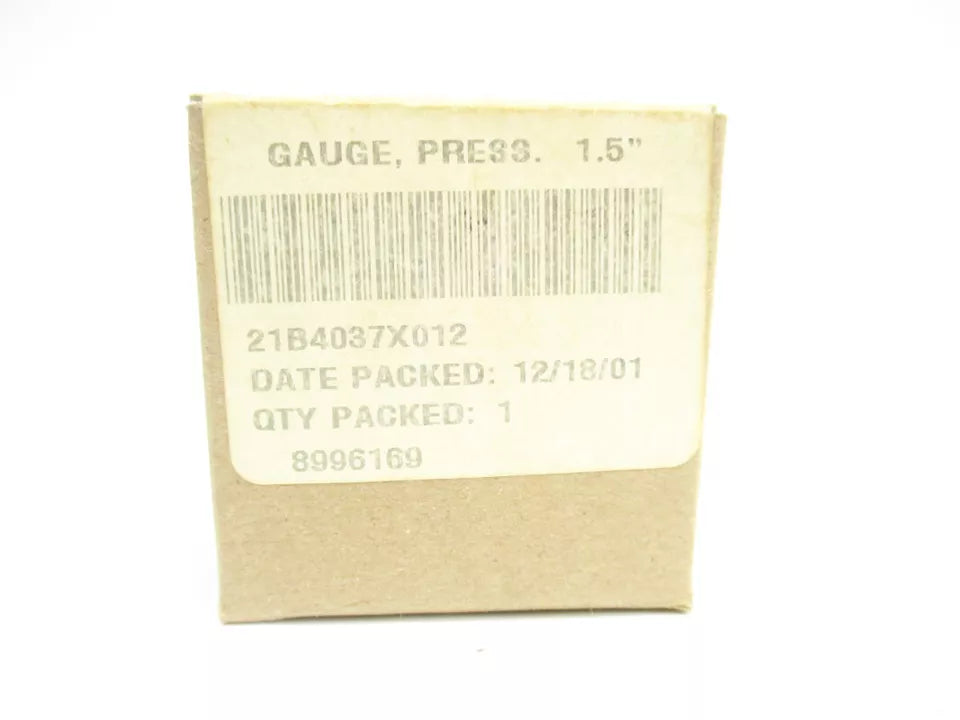 GAUGE, PRESS. 1.5"
21B4037X012
DATE PACKED: 12/18/01
QTY PACKED: 1
8996169